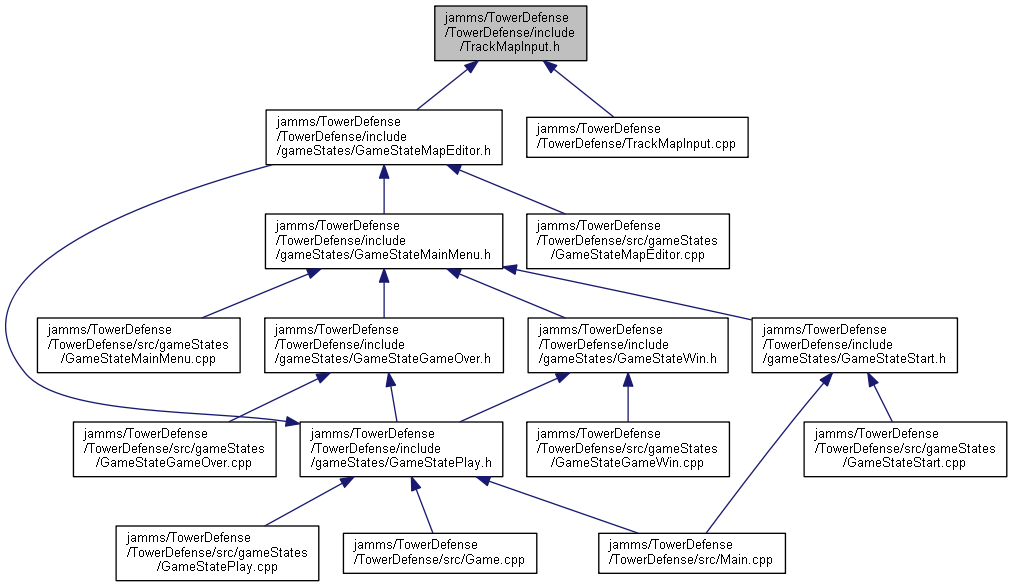 jamms/TowerDefense
/TowerDefense/include
/TrackMapInput.h
jamms/TowerDefense
/TowerDefense/include
/gameStates/GameStateMapEditor.h
jamms/TowerDefense
/TowerDefense/TrackMapInput.cpp
jamms/TowerDefense
/TowerDefense/include
/gameStates/GameStateMainMenu.h
jamms/TowerDefense
/TowerDefense/src/gameStates
/GameStateMapEditor.cpp
jamms/TowerDefense
/TowerDefense/src/gameStates
/GameStateMainMenu.cpp
jamms/TowerDefense
/TowerDefense/include
/gameStates/GameStateGameOver.h
jamms/TowerDefense
/TowerDefense/include
/gameStates/GameStateWin.h
jamms/TowerDefense
/TowerDefense/include
/gameStates/GameStateStart.h
jamms/TowerDefense
/TowerDefense/src/gameStates
/GameStateGameOver.cpp
jamms/TowerDefense
/TowerDefense/include
/gameStates/GameStatePlay.h
jamms/TowerDefense
/TowerDefense/src/gameStates
/GameStateGameWin.cpp
jamms/TowerDefense
/TowerDefense/src/gameStates
/GameStateStart.cpp
jamms/TowerDefense
/TowerDefense/src/gameStates
/GameStatePlay.cpp
jamms/TowerDefense
/TowerDefense/src/Game.cpp
jamms/TowerDefense
/TowerDefense/src/Main.cpp